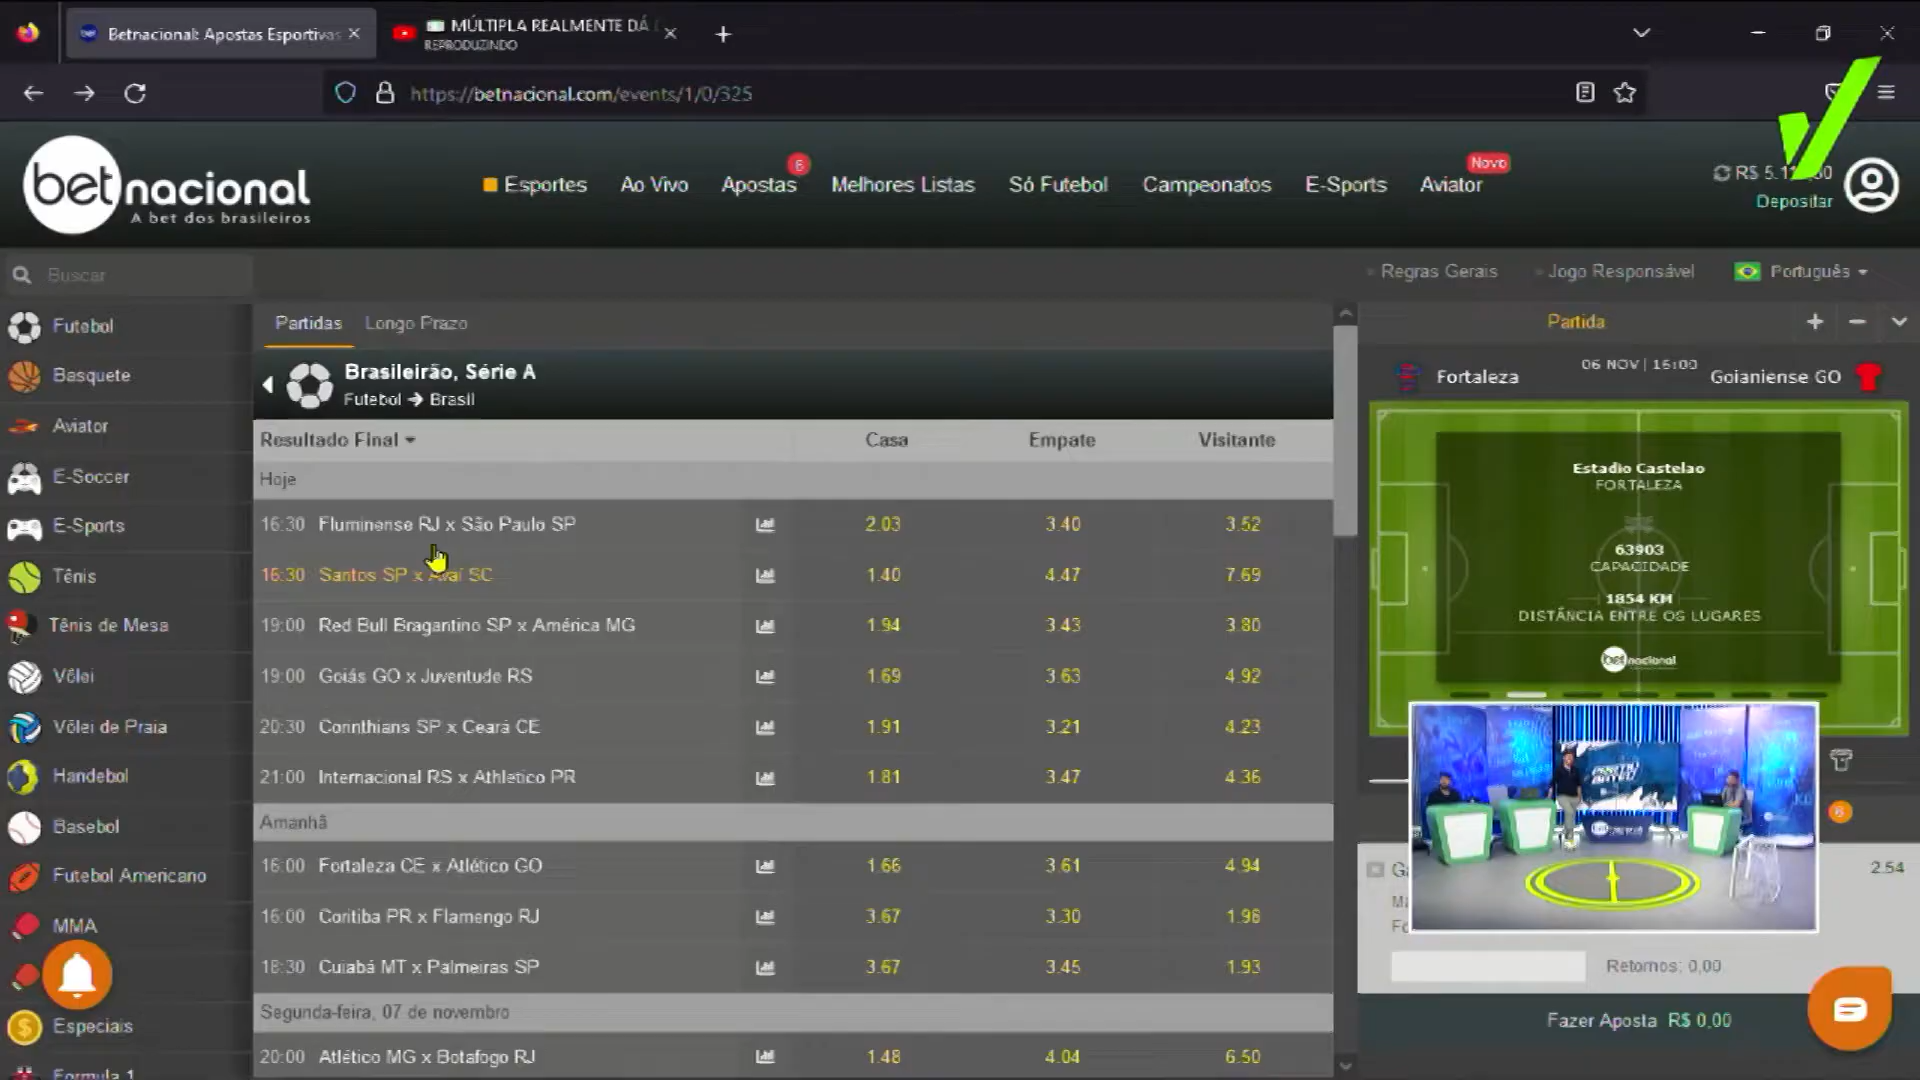 Betnacional: Apostas Esportivas
MÚLTIPLA REALMENTE DÁ
REPRODUZINDO
https://betnacional.com/events/1/0/325
betnacional
A bet dos brasileiros
Esportes
Ao Vivo
Apostas
6
Melhores Listas
Só Futebol
Campeonatos
E-Sports
Aviator
Novo
Depositar
Buscar
Regras Gerais
Jogo Responsável
Português
Futebol
Basquete
Aviator
E-Soccer
E-Sports
Tênis
Tênis de Mesa
Vôlei
Vôlei de Praia
Handebol
Basebol
Futebol Americano
MMA
Especiais
Formula 1
Partidas
Longo Prazo
Brasileirão, Série A
Futebol → Brasil
Resultado Final Casa Empate Visitante
Hoje
16:30 Fluminense RJ x São Paulo SP 2.03 3.40 3.52
16:30 Santos SP x Avaí SC 1.40 4.47 7.69
19:00 Red Bull Bragantino SP x América MG 1.94 3.43 3.80
19:00 Goiás GO x Juventude RS 1.69 3.63 4.92
20:30 Corinthians SP x Ceará CE 1.91 3.21 4.23
21:00 Internacional RS x Athletico PR 1.81 3.47 4.36
Amanhã
16:00 Fortaleza CE x Atlético GO 1.66 3.61 4.94
16:00 Coritiba PR x Flamengo RJ 3.67 3.30 1.98
18:30 Cuiabá MT x Palmeiras SP 3.67 3.45 1.93
Segunda-feira, 07 de novembro
20:00 Atlético MG x Botafogo RJ 1.48 4.04 6.50
Partida
Fortaleza
06 NOV | 16:00
Goianiense GO
Estadio Castelao
FORTALEZA
63903
CAPACIDADE
1854 KM
DISTÂNCIA ENTRE OS LUGARES
betnacional
6
2.54
Retornos: 0,00
Fazer Aposta R$ 0,00